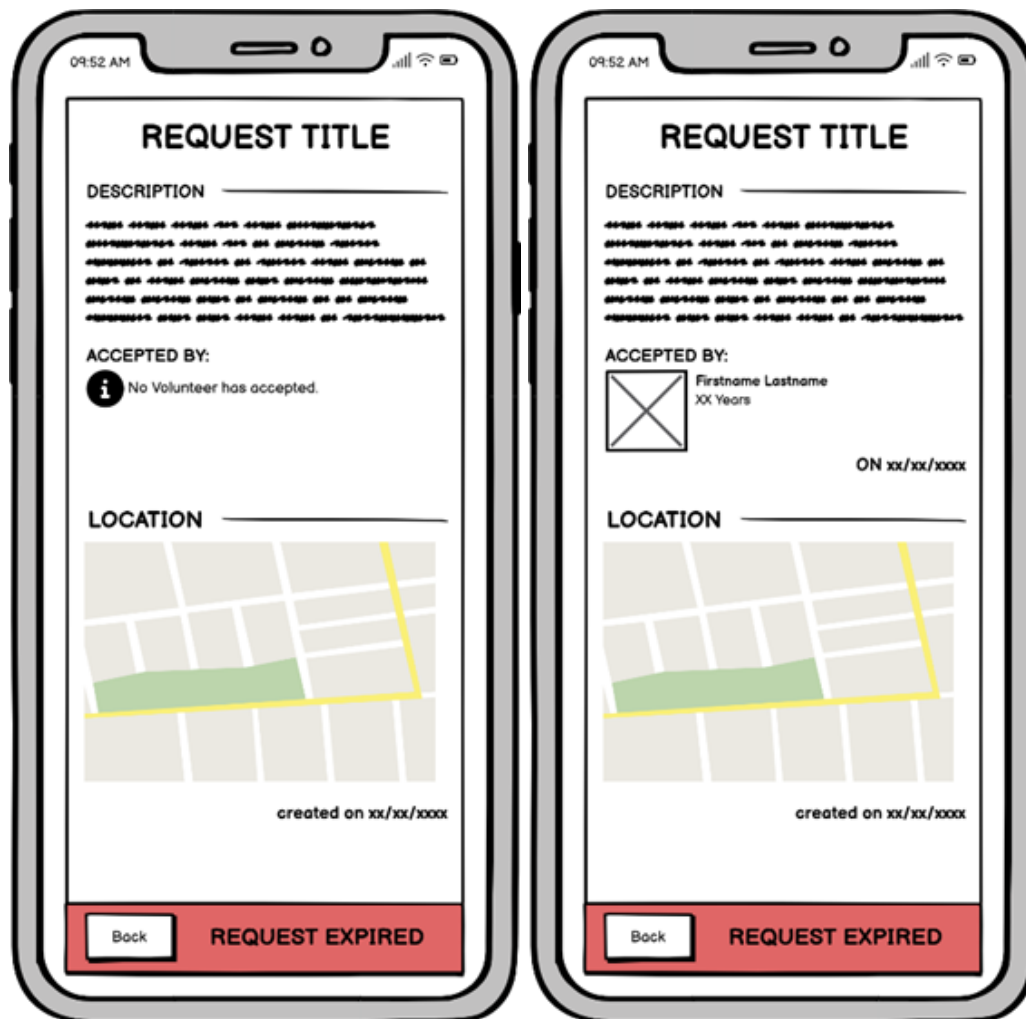 09:52 AM
REQUEST TITLE
DESCRIPTION
ACCEPTED BY:
i No Volunteer has accepted.
LOCATION
created on xx/xx/xxxx
Back
REQUEST EXPIRED
09:52 AM
REQUEST TITLE
DESCRIPTION
ACCEPTED BY:
Firstname Lastname
XX Years
ON xx/xx/xxxx
LOCATION
created on xx/xx/xxxx
Back
REQUEST EXPIRED